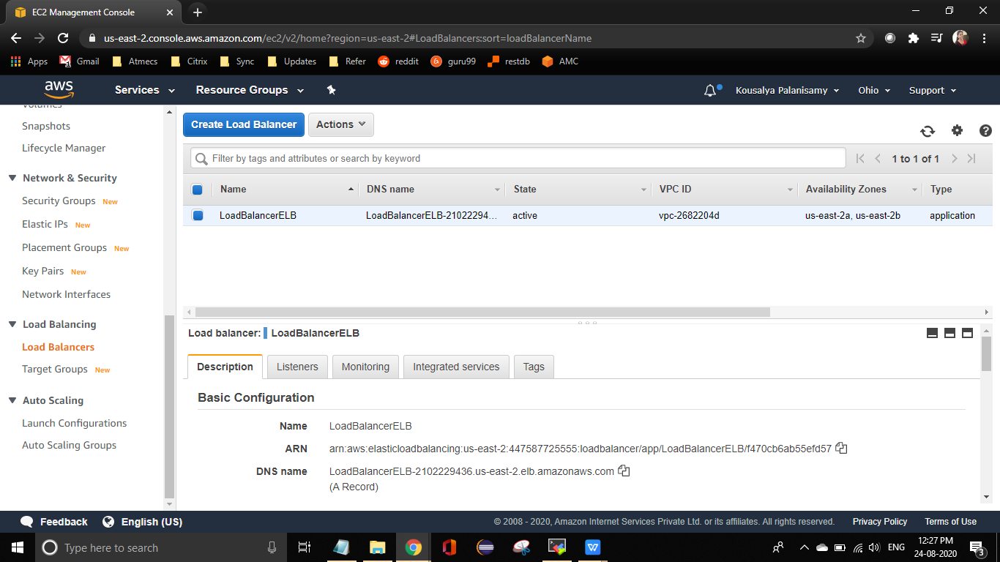 EC2 Management Console
us-east-2.console.aws.amazon.com/ec2/v2/home?region=us-east-2#LoadBalancers:sort=loadBalancerName
Apps Gmail Atmecs Citrix Sync Updates Refer reddit guru99 restdb AMC
aws Services Resource Groups Kousalya Palanisamy Ohio Support
Volumes
Snapshots
Lifecycle Manager
Network & Security
Security Groups New
Elastic IPs New
Placement Groups New
Key Pairs New
Network Interfaces
Load Balancing
Load Balancers
Target Groups New
Auto Scaling
Launch Configurations
Auto Scaling Groups
Create Load Balancer Actions
Filter by tags and attributes or search by keyword 1 to 1 of 1
Name DNS name State VPC ID Availability Zones Type
LoadBalancerELB LoadBalancerELB-21022294... active vpc-2682204d us-east-2a, us-east-2b application
Load balancer: LoadBalancerELB
Description Listeners Monitoring Integrated services Tags
Basic Configuration
Name LoadBalancerELB
ARN arn:aws:elasticloadbalancing:us-east-2:447587725555:loadbalancer/app/LoadBalancerELB/f470cb6ab55efd57
DNS name LoadBalancerELB-2102229436.us-east-2.elb.amazonaws.com
(A Record)
Feedback English (US) © 2008 - 2020, Amazon Internet Services Private Ltd. or its affiliates. All rights reserved. Privacy Policy Terms of Use
Type here to search ENG 12:27 PM
24-08-2020 3